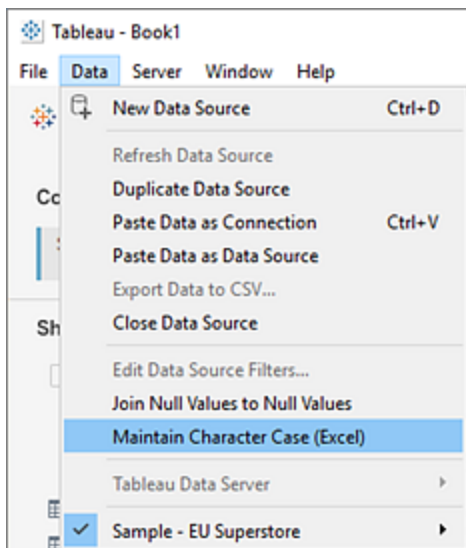 Tableau - Book1
File Data Server Window Help
New Data Source Ctrl+D
Refresh Data Source
Duplicate Data Source
Co
Paste Data as Connection Ctrl+V
Paste Data as Data Source
Export Data to CSV...
Sh
Close Data Source
Edit Data Source Filters...
Join Null Values to Null Values
Maintain Character Case (Excel)
Tableau Data Server
Sample - EU Superstore